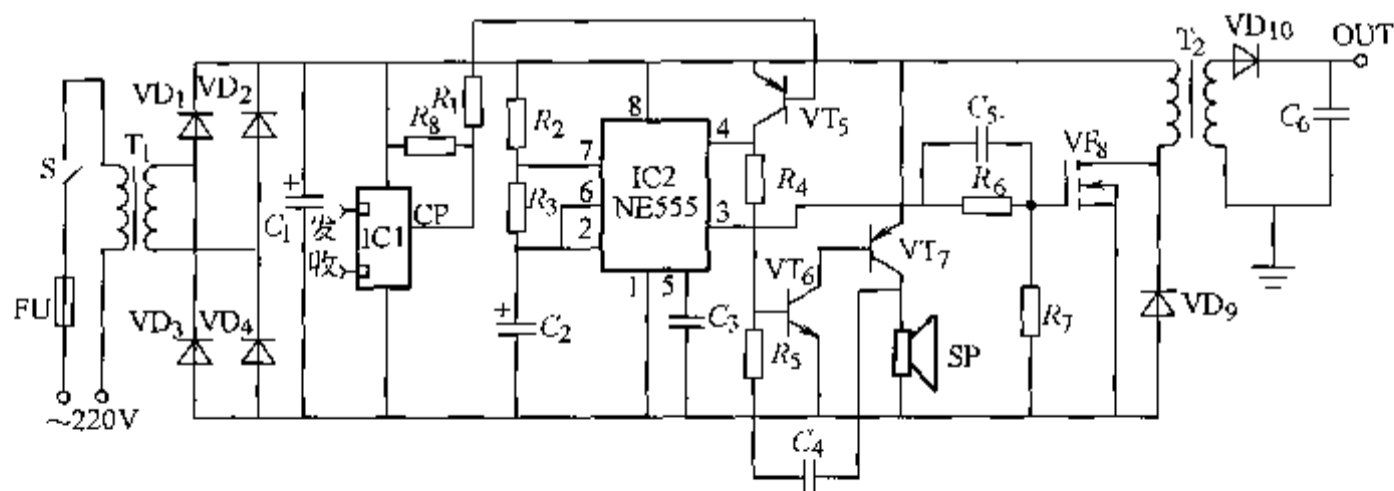 VD₁ VD₂ R₁ R₈ R₂ 8 4 VT₅ C₅ T₂ VD₁₀ OUT
S T₁ 7 IC2 R₄ R₆ VF₈ C₆
+ C₁ 发 IC1 CP R₃ 6 NE555 3
收 2 VT₆ VT₇
FU VD₃ VD₄ + C₂ 1 5 C₃ R₅ SP R₇ VD₉
～220V
C₄